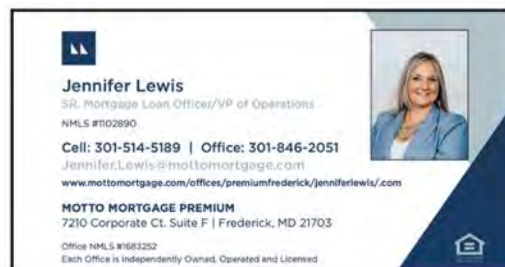 Jennifer Lewis
SR. Mortgage Loan Officer/VP of Operations
NMLS #1102890
Cell: 301-514-5189 | Office: 301-846-2051
Jennifer.Lewis@mottomortgage.com
www.mottomortgage.com/offices/premiumfrederick/jenniferlewis/.com
MOTTO MORTGAGE PREMIUM
7210 Corporate Ct. Suite F | Frederick, MD 21703
Office NMLS #1683252
Each Office is Independently Owned, Operated and Licensed